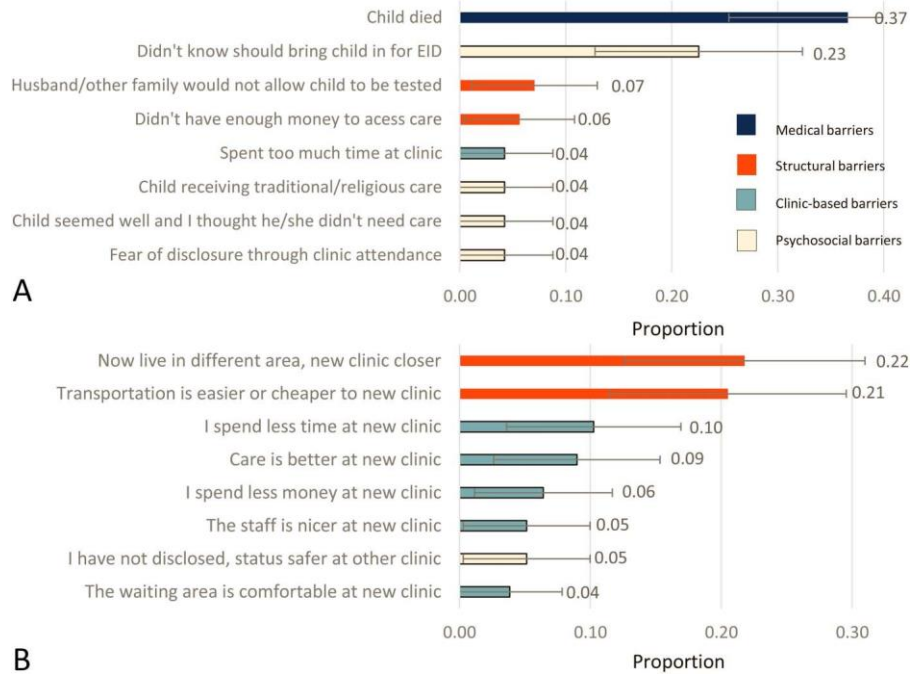 Child died
0.37
Didn't know should bring child in for EID
0.23
Husband/other family would not allow child to be tested
0.07
Didn't have enough money to acess care
0.06
Spent too much time at clinic
0.04
Child receiving traditional/religious care
0.04
Child seemed well and I thought he/she didn't need care
0.04
Fear of disclosure through clinic attendance
0.04
Medical barriers
Structural barriers
Clinic-based barriers
Psychosocial barriers
A
0.00 0.10 0.20 0.30 0.40
Proportion
Now live in different area, new clinic closer
0.22
Transportation is easier or cheaper to new clinic
0.21
I spend less time at new clinic
0.10
Care is better at new clinic
0.09
I spend less money at new clinic
0.06
The staff is nicer at new clinic
0.05
I have not disclosed, status safer at other clinic
0.05
The waiting area is comfortable at new clinic
0.04
0.00 0.10 0.20 0.30
B
Proportion